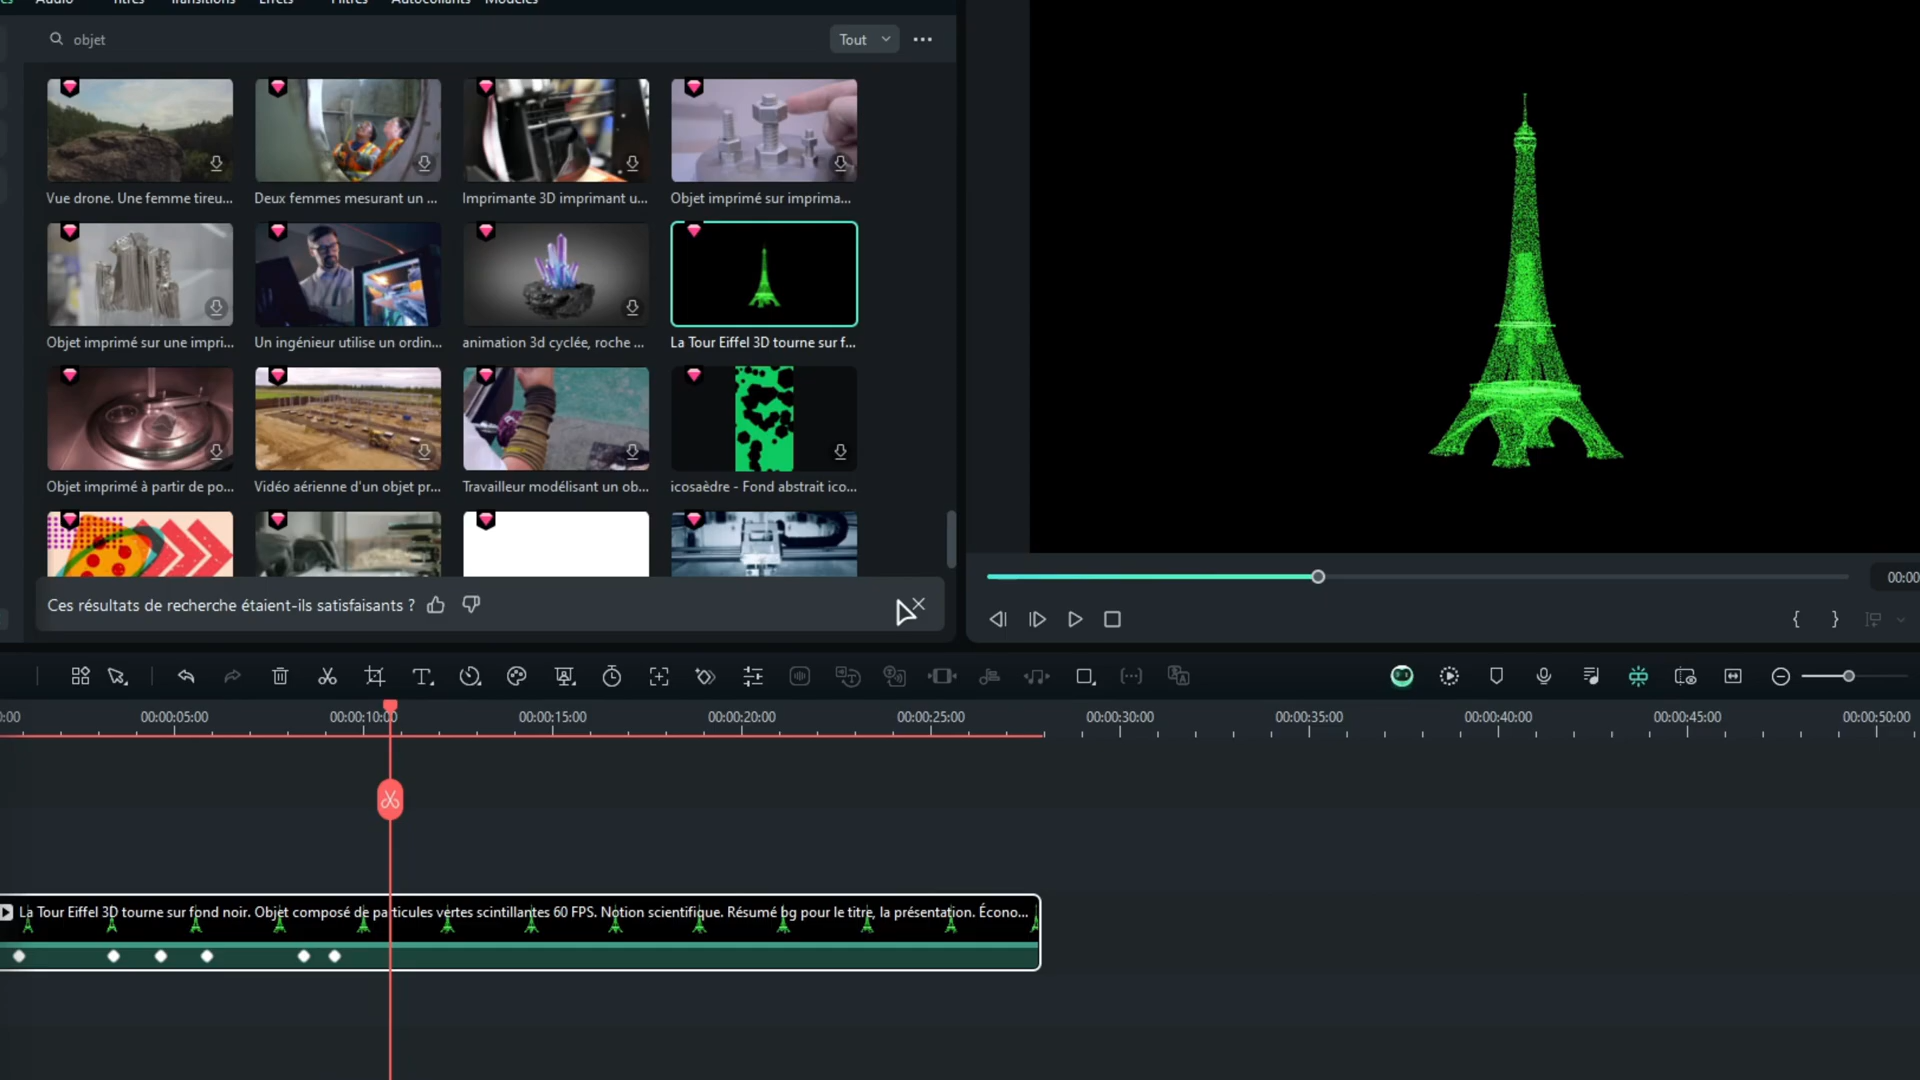 Audio Titres Transitions Effets Filtres Autocollants Modèles
objet
Tout
Vue drone. Une femme tireu...
Deux femmes mesurant un ...
Imprimante 3D imprimant u...
Objet imprimé sur imprima...
Objet imprimé sur une impri...
Un ingénieur utilise un ordin...
animation 3d cyclée, roche ...
La Tour Eiffel 3D tourne sur f...
Objet imprimé à partir de po...
Vidéo aérienne d'un objet pr...
Travailleur modélisant un ob...
icosaèdre - Fond abstrait ico...
Ces résultats de recherche étaient-ils satisfaisants ?
00:00
:00 00:00:05:00 00:00:10:00 00:00:15:00 00:00:20:00 00:00:25:00 00:00:30:00 00:00:35:00 00:00:40:00 00:00:45:00 00:00:50:00
La Tour Eiffel 3D tourne sur fond noir. Objet composé de particules vertes scintillantes 60 FPS. Notion scientifique. Résumé bg pour le titre, la présentation. Écono...